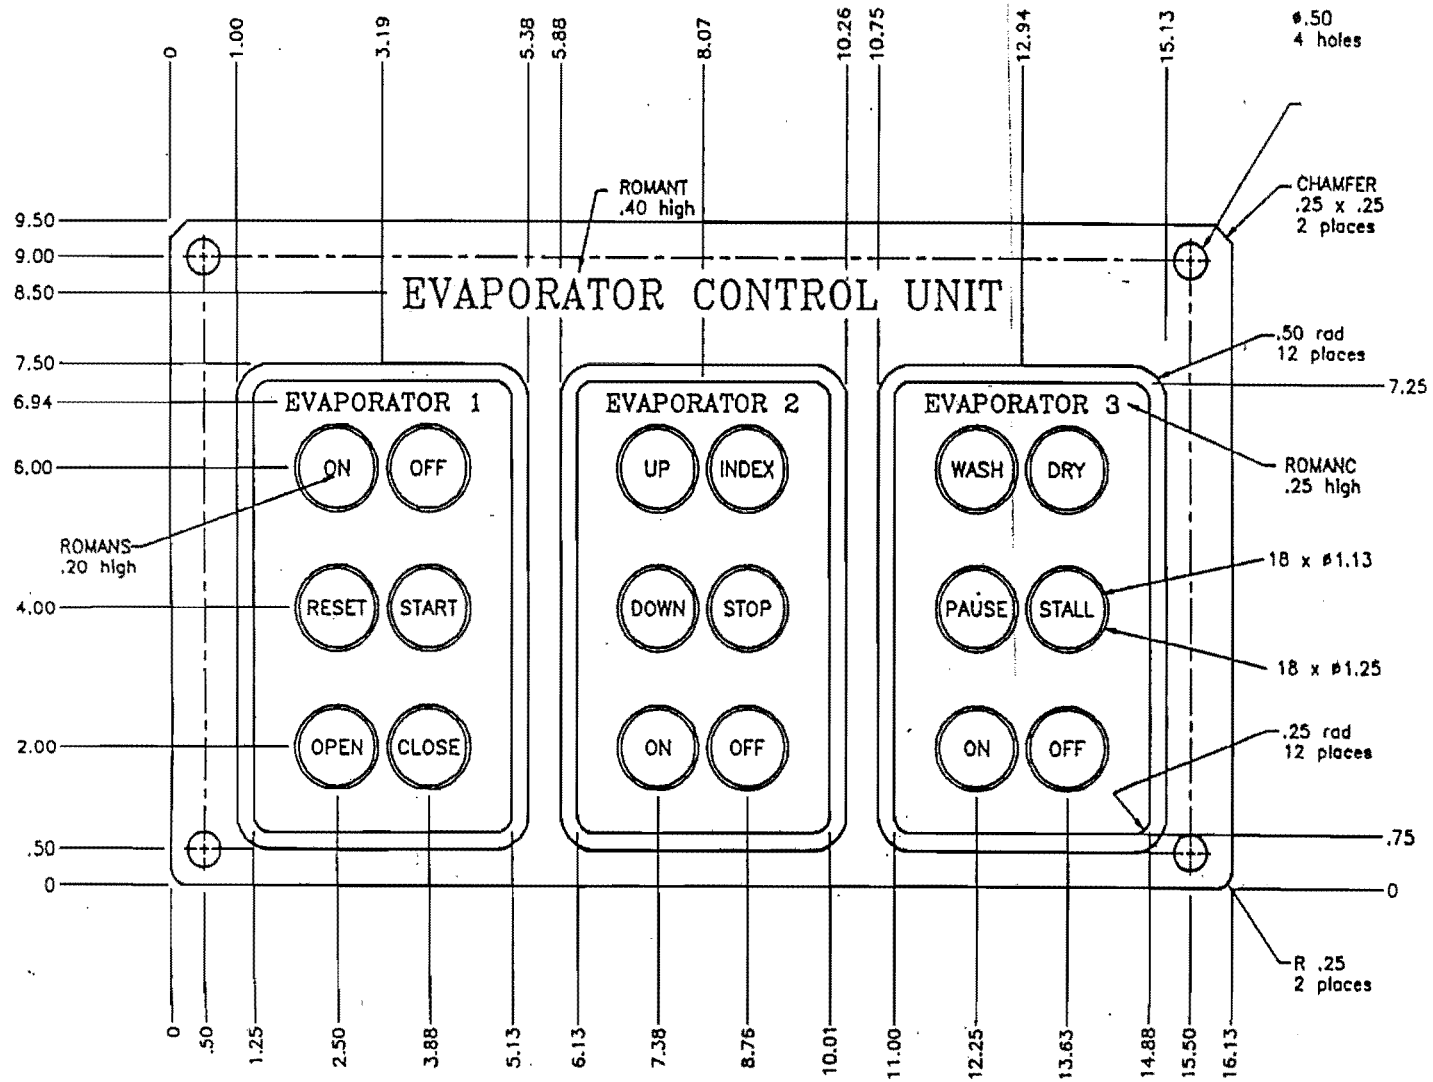 0
1.00
3.19
5.38
5.88
8.07
10.26
10.75
12.94
15.13
ø.50
4 holes
ROMANT
.40 high
CHAMFER
.25 x .25
2 places
9.50
9.00
8.50
EVAPORATOR CONTROL UNIT
.50 rad
12 places
7.50
7.25
6.94
EVAPORATOR 1
EVAPORATOR 2
EVAPORATOR 3
6.00
ON
OFF
UP
INDEX
WASH
DRY
ROMANC
.25 high
ROMANS
.20 high
18 x ø1.13
4.00
RESET
START
DOWN
STOP
PAUSE
STALL
18 x ø1.25
2.00
OPEN
CLOSE
ON
OFF
ON
OFF
.25 rad
12 places
.50
.75
0
0
R .25
2 places
0
.50
1.25
2.50
3.88
5.13
6.13
7.38
8.76
10.01
11.00
12.25
13.63
14.88
15.50
16.13